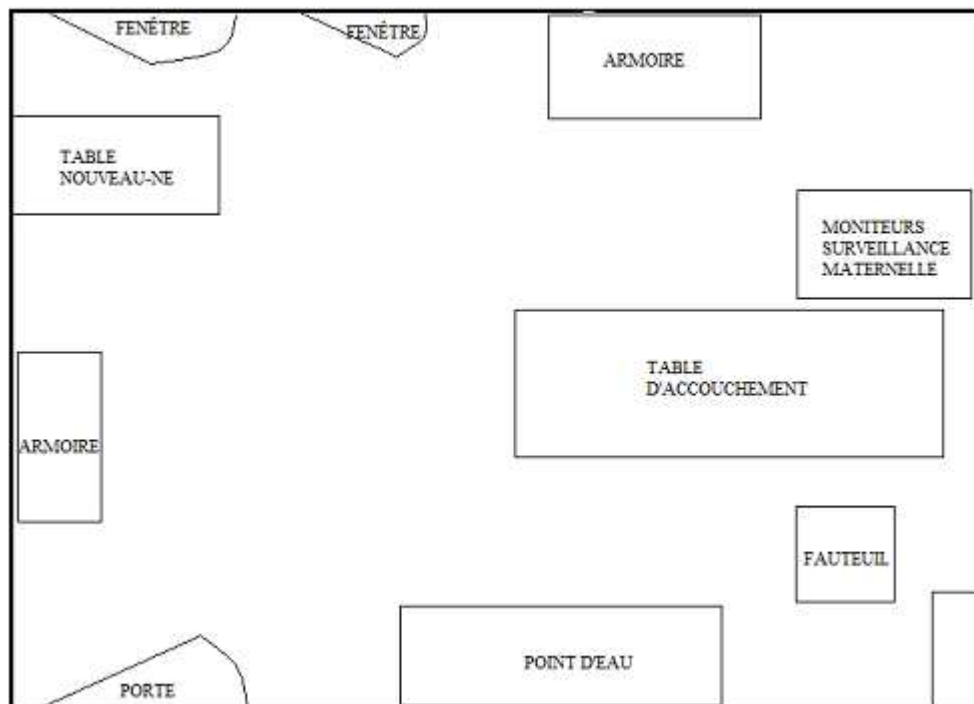 FENÊTRE
FENÊTRE
ARMOIRE
TABLE
NOUVEAU-NE
MONITEURS
SURVEILLANCE
MATERNELLE
TABLE
D'ACCOUCHEMENT
ARMOIRE
FAUTEUIL
POINT D'EAU
PORTE